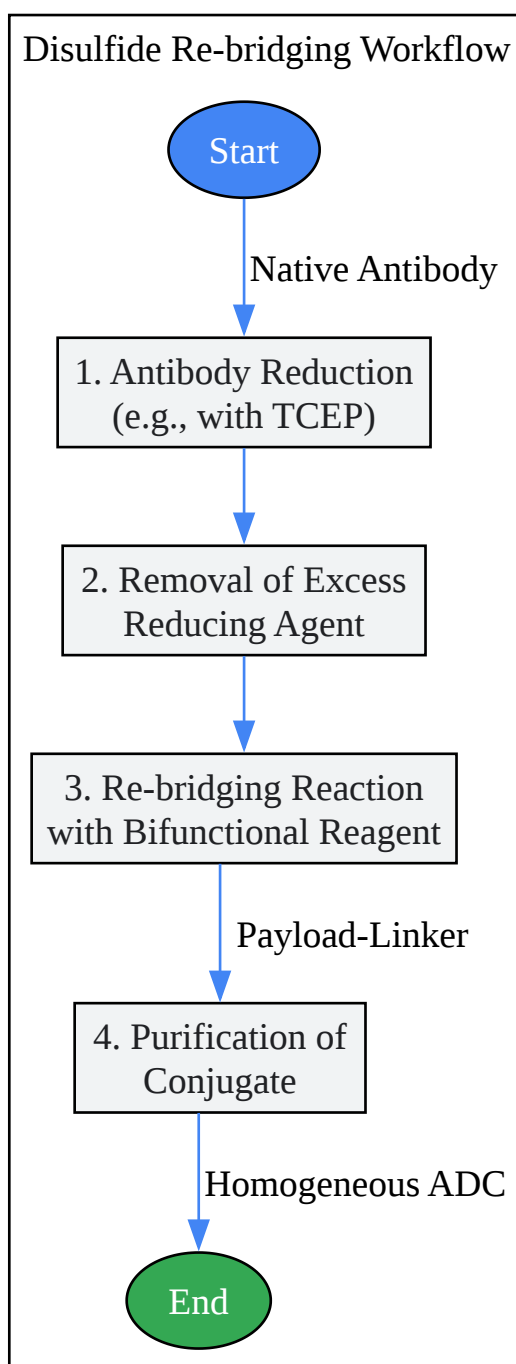 Disulfide Re-bridging Workflow
Start
Native Antibody
1. Antibody Reduction
(e.g., with TCEP)
2. Removal of Excess
Reducing Agent
3. Re-bridging Reaction
with Bifunctional Reagent
Payload-Linker
4. Purification of
Conjugate
Homogeneous ADC
End